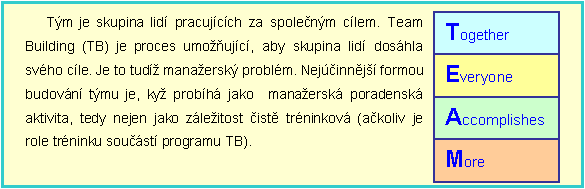 Tým je skupina lidí pracujících za společným cílem. Team
Building (TB) je proces umožňující, aby skupina lidí dosáhla
svého cíle. Je to tudíž manažerský problém. Nejúčinnější formou
budování týmu je, kyž probíhá jako manažerská poradenská
aktivita, tedy nejen jako záležitost čistě tréninková (ačkoliv je
role tréninku součástí programu TB).
Together
Everyone
Accomplishes
More